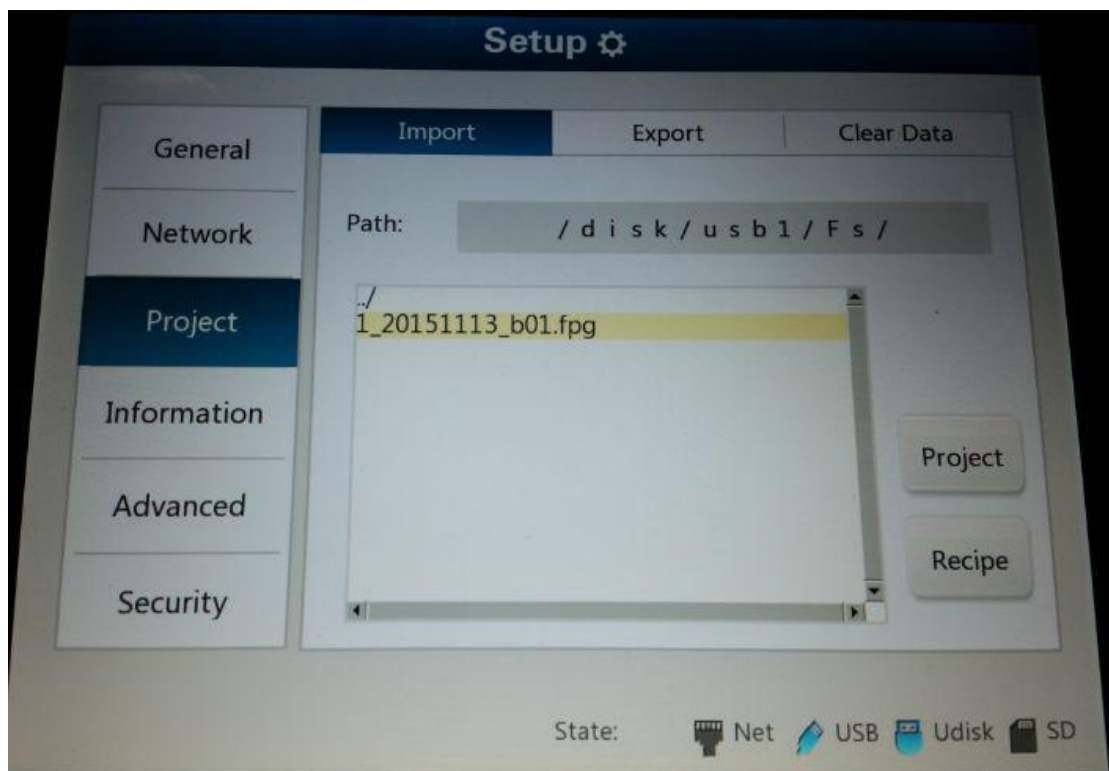 Setup
General
Network
Project
Information
Advanced
Security
Import Export Clear Data
Path: /disk/usb1/Fs/
../
1_20151113_b01.fpg
Project
Recipe
State: Net USB Udisk SD